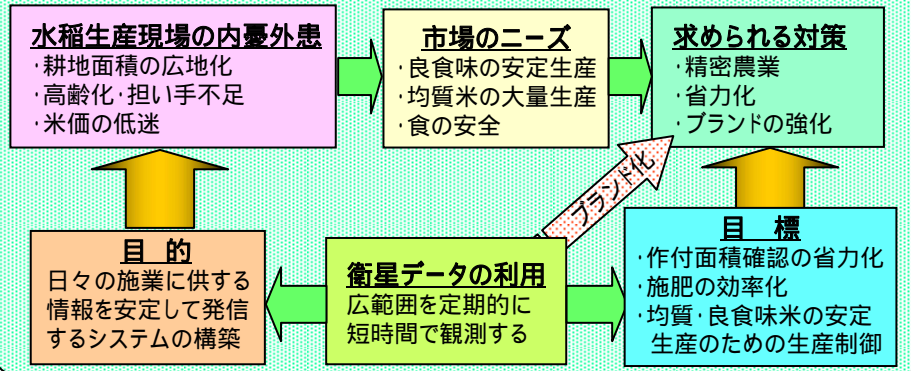 水稲生産現場の内憂外患
･耕地面積の広地化
･高齢化･担い手不足
･米価の低迷
市場のニーズ
･良食味の安定生産
･均質米の大量生産
･食の安全
求められる対策
･精密農業
･省力化
･ブランドの強化
ブランド化
目 的
日々の施業に供する
情報を安定して発信
するシステムの構築
衛星データの利用
広範囲を定期的に
短時間で観測する
目 標
･作付面積確認の省力化
･施肥の効率化
･均質･良食味米の安定
生産のための生産制御